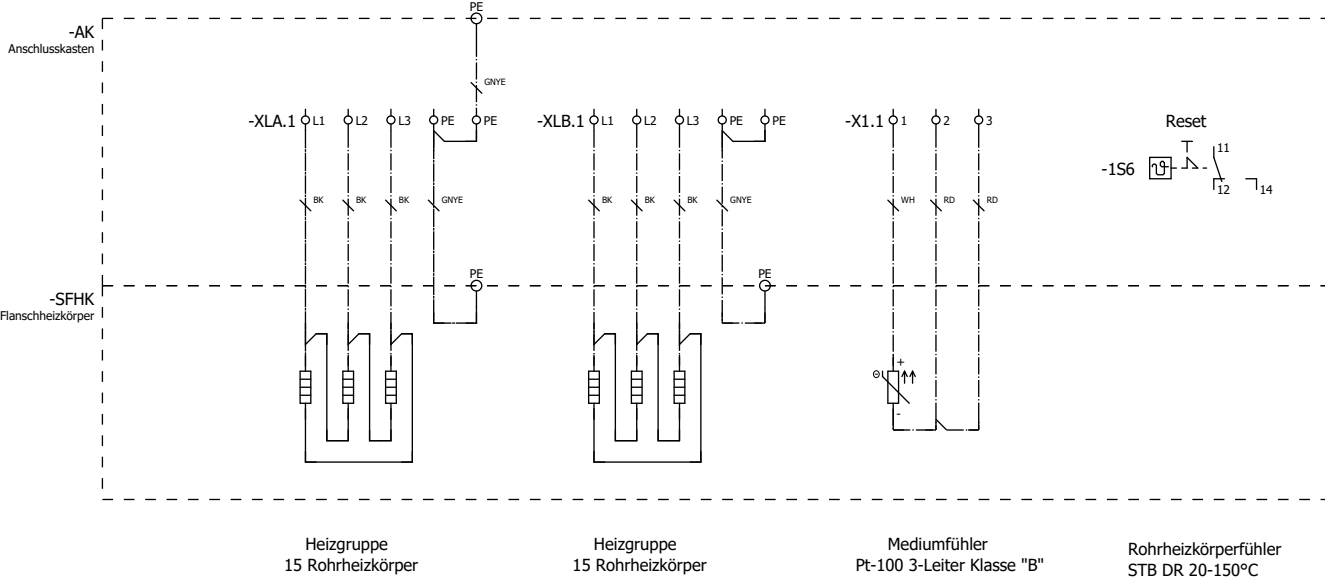 PE
-AK
Anschlusskasten
GNYE
-XLA.1 L1 L2 L3 PE PE
-XLB.1 L1 L2 L3 PE PE
-X1.1 1 2 3
Reset
-1S6
11
12
14
BK BK BK GNYE
BK BK BK GNYE
WH RD RD
PE
PE
-SFHK
Flanschheizkörper
ϑ
Θ
+
-
Heizgruppe
15 Rohrheizkörper
Heizgruppe
15 Rohrheizkörper
Mediumfühler
Pt-100 3-Leiter Klasse "B"
Rohrheizkörperfühler
STB DR 20-150°C